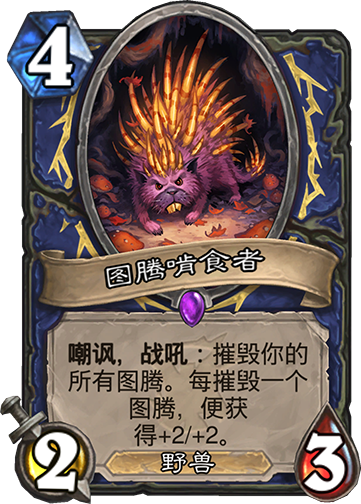 4
图腾啃食者
嘲讽，战吼：摧毁你的
所有图腾。每摧毁一个
图腾，便获
得+2/+2。
2
野兽
3